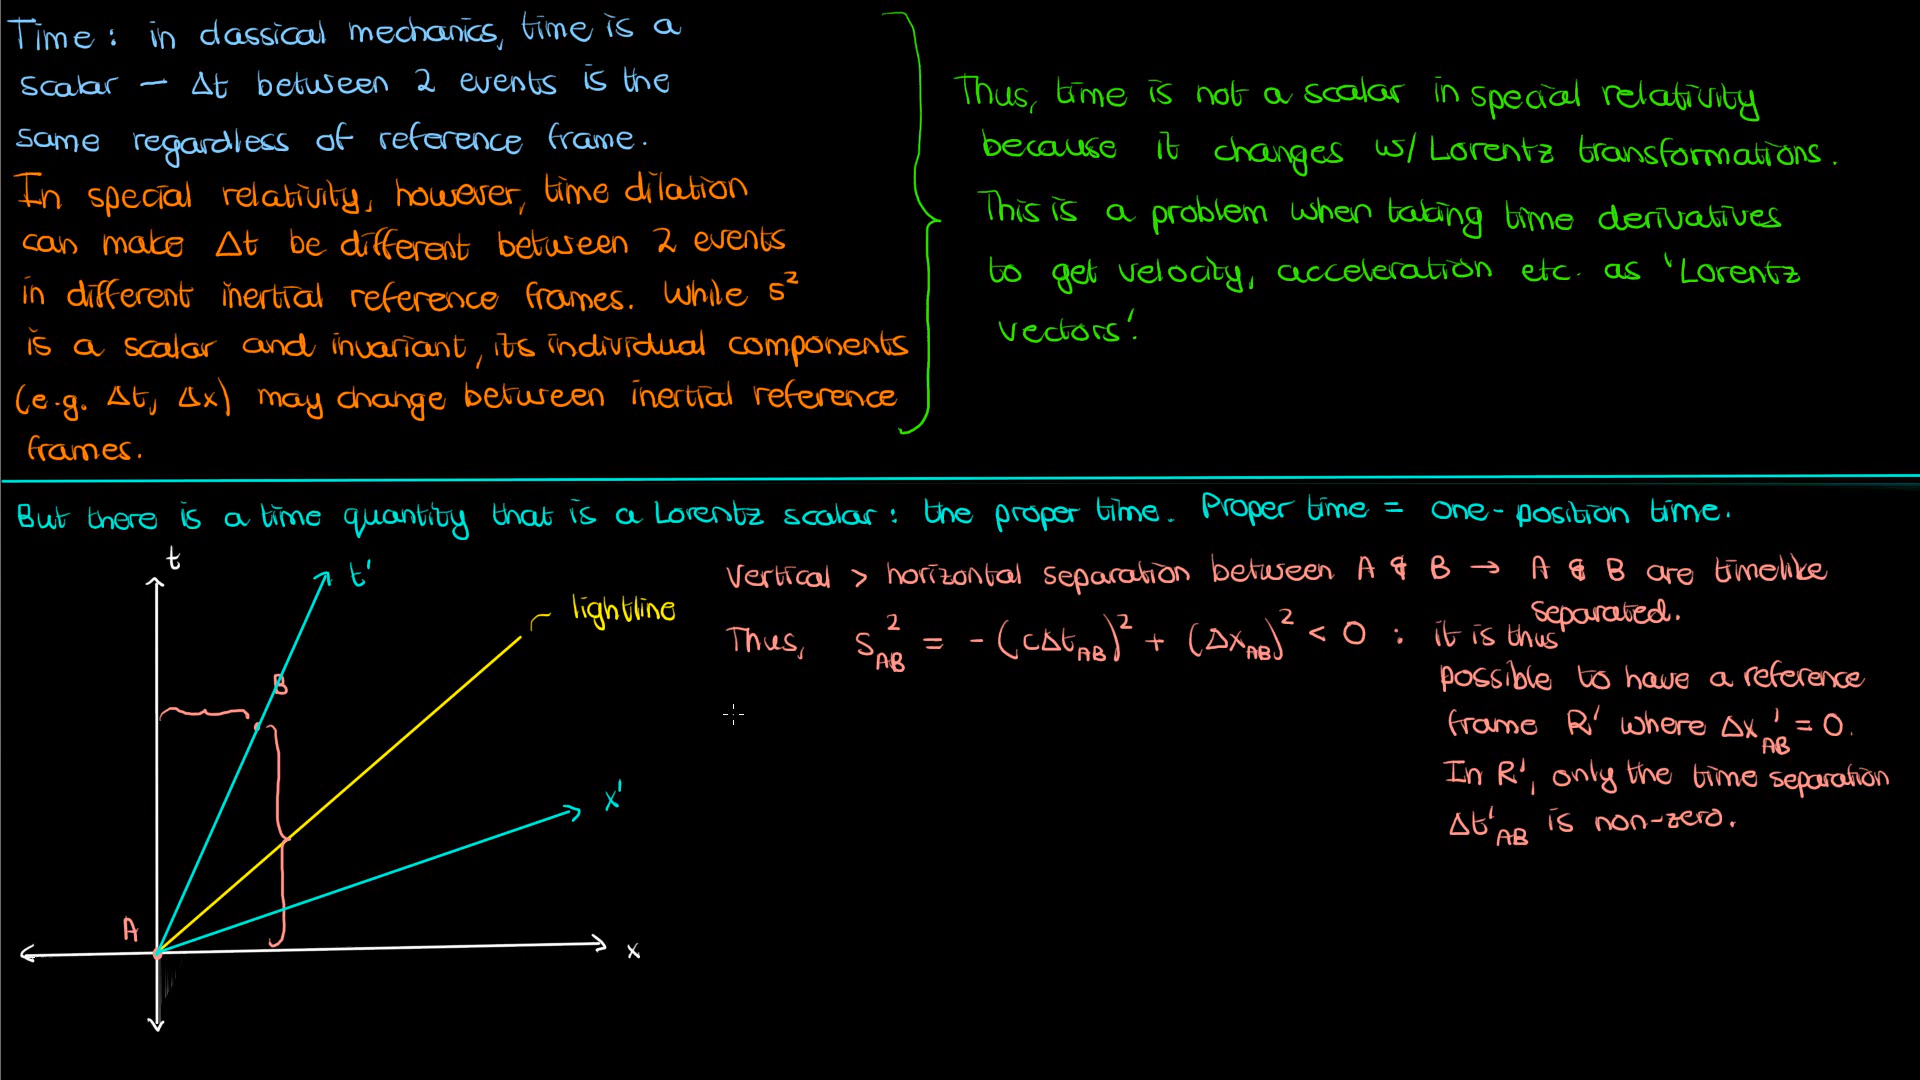 Time: in classical mechanics, time is a
scalar — Δt between 2 events is the
same regardless of reference frame.
In special relativity, however, time dilation
can make Δt be different between 2 events
in different inertial reference frames. While s²
is a scalar and invariant, its individual components
(e.g. Δt, Δx) may change between inertial reference
frames.
Thus, time is not a scalar in special relativity
because it changes w/ Lorentz transformations.
This is a problem when taking time derivatives
to get velocity, acceleration etc. as 'Lorentz
vectors'.
But there is a time quantity that is a Lorentz scalar: the proper time. Proper time = one-position time.
t
t'
lightline
B
x'
A
x
Vertical > horizontal separation between A & B → A & B are timelike
separated.
Thus, s²_AB = -(cΔt_AB)² + (Δx_AB)² < 0 : it is thus
possible to have a reference
frame R' where Δx'_AB = 0.
In R', only the time separation
Δt'_AB is non-zero.